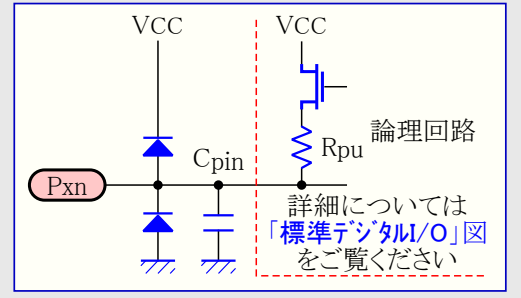 VCC VCC
論理回路
Cpin Rpu
Pxn
詳細については
「標準デジタルI/O」図
をご覧ください